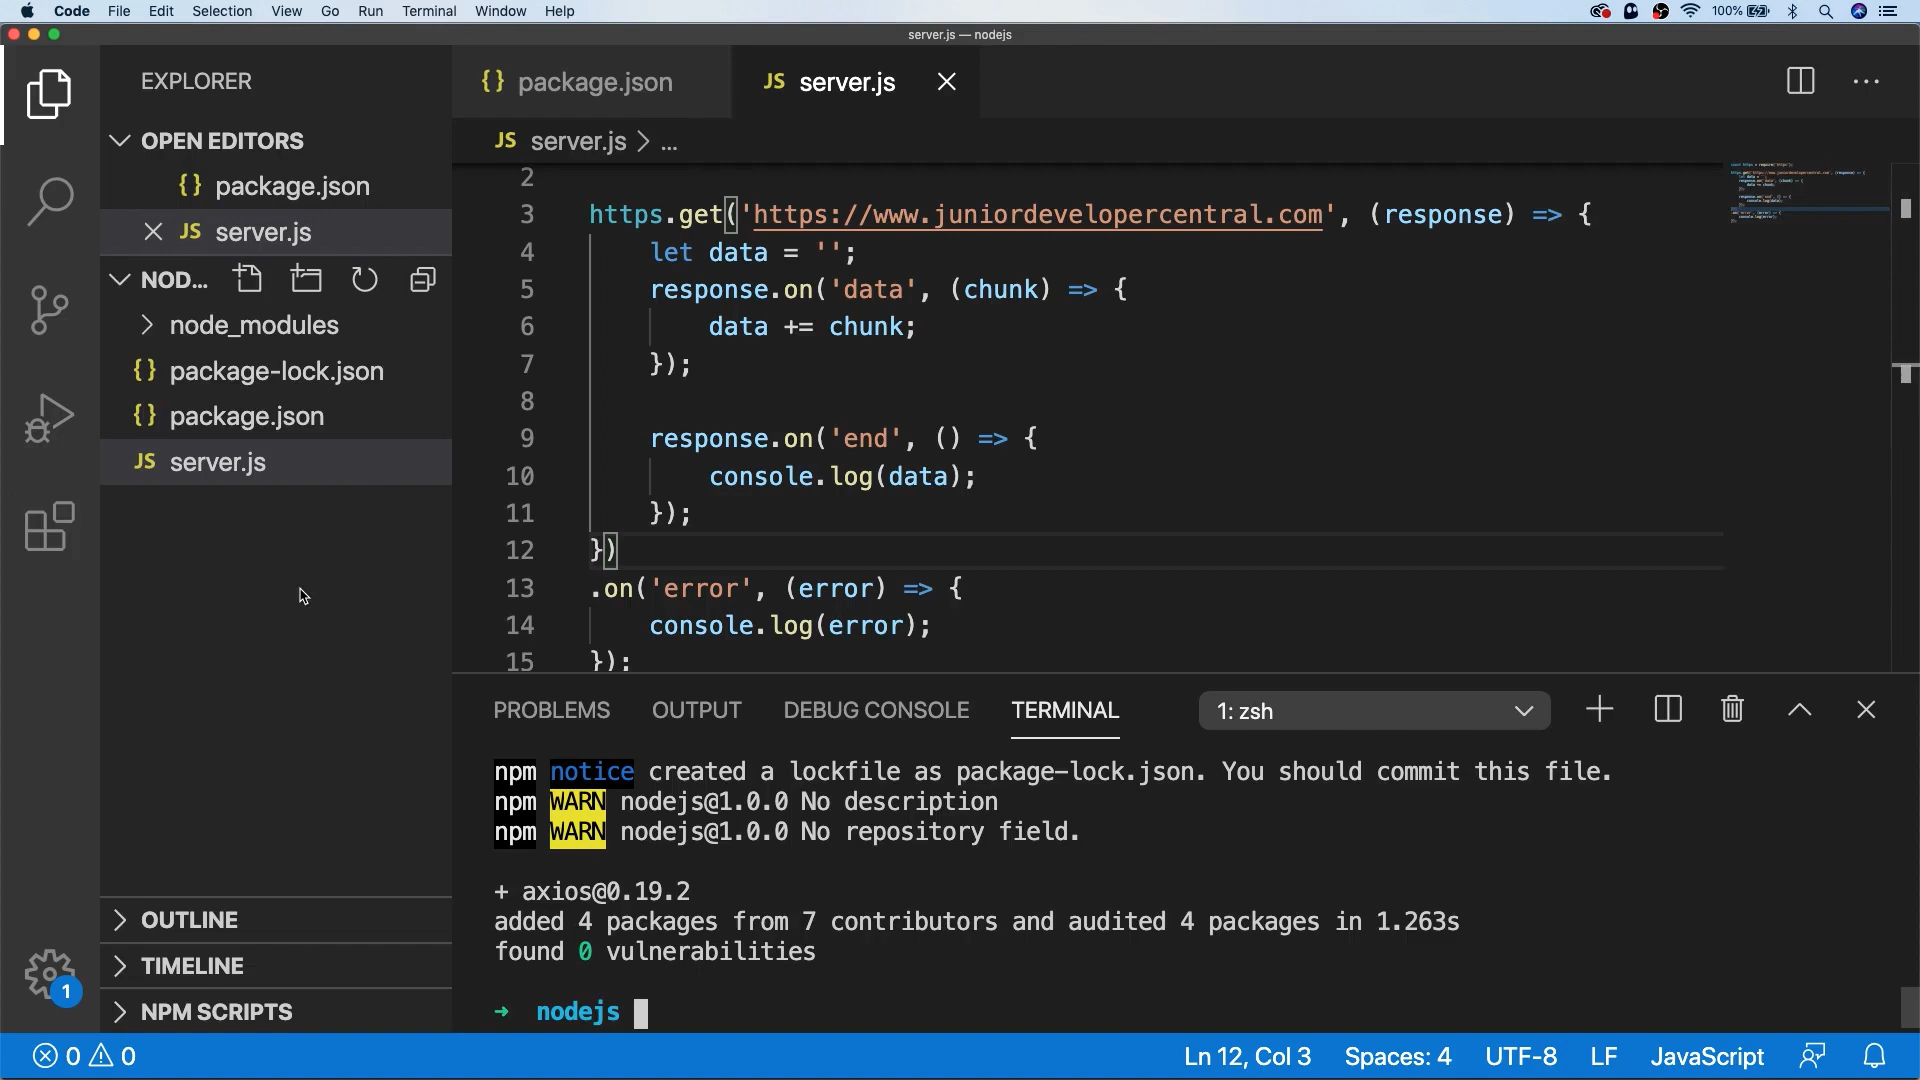 Code File Edit Selection View Go Run Terminal Window Help 100%
server.js — nodejs
EXPLORER
OPEN EDITORS
{} package.json
JS server.js
NOD...
node_modules
{} package-lock.json
{} package.json
JS server.js
OUTLINE
TIMELINE
NPM SCRIPTS
{} package.json JS server.js
JS server.js > ...
2
3 https.get('https://www.juniordevelopercentral.com', (response) => {
4     let data = '';
5     response.on('data', (chunk) => {
6         data += chunk;
7     });
8
9     response.on('end', () => {
10         console.log(data);
11     });
12 })
13 .on('error', (error) => {
14     console.log(error);
15 });
PROBLEMS OUTPUT DEBUG CONSOLE TERMINAL 1: zsh
npm notice created a lockfile as package-lock.json. You should commit this file.
npm WARN nodejs@1.0.0 No description
npm WARN nodejs@1.0.0 No repository field.
+ axios@0.19.2
added 4 packages from 7 contributors and audited 4 packages in 1.263s
found 0 vulnerabilities
→ nodejs
1
0 0 Ln 12, Col 3 Spaces: 4 UTF-8 LF JavaScript